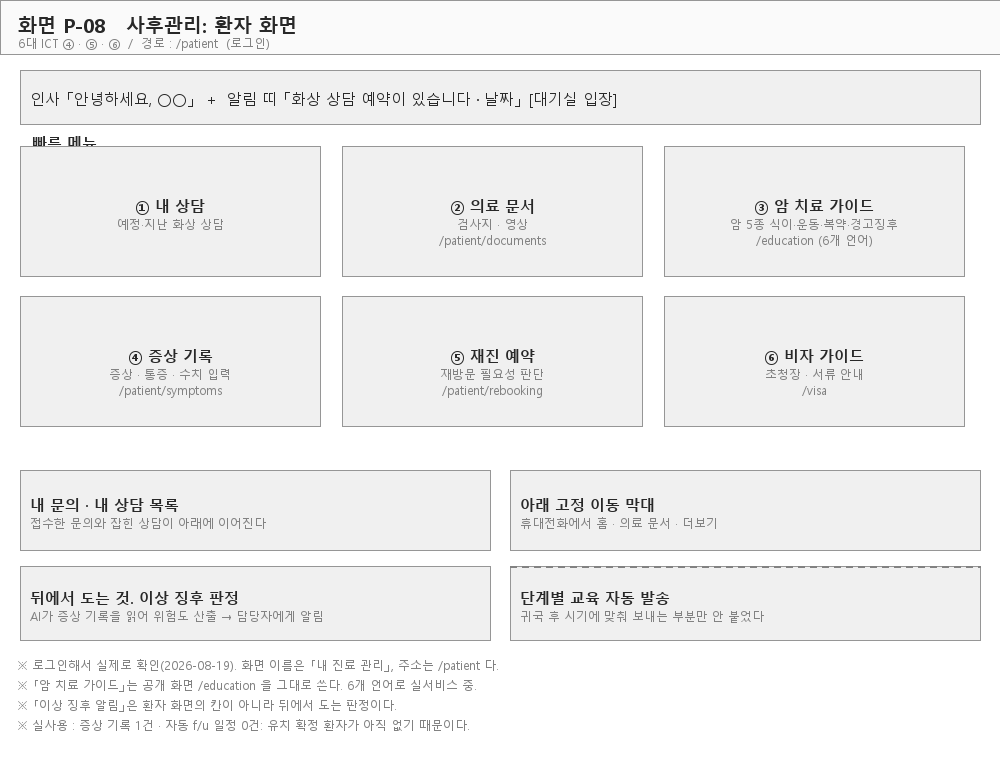 화면 P-08 사후관리: 환자 화면
6대 ICT ④ · ⑤ · ⑥ / 경로 : /patient (로그인)
인사 「안녕하세요, ○○」 + 알림 띠 「화상 상담 예약이 있습니다 · 날짜」 [대기실 입장]
빠른 메뉴
① 내 상담
예정·지난 화상 상담
② 의료 문서
검사지 · 영상
/patient/documents
③ 암 치료 가이드
암 5종 식이·운동·복약·경고징후
/education (6개 언어)
④ 증상 기록
증상 · 통증 · 수치 입력
/patient/symptoms
⑤ 재진 예약
재방문 필요성 판단
/patient/rebooking
⑥ 비자 가이드
초청장 · 서류 안내
/visa
내 문의 · 내 상담 목록
접수한 문의와 잡힌 상담이 아래에 이어진다
아래 고정 이동 막대
휴대전화에서 홈 · 의료 문서 · 더보기
뒤에서 도는 것. 이상 징후 판정
AI가 증상 기록을 읽어 위험도 산출 → 담당자에게 알림
단계별 교육 자동 발송
귀국 후 시기에 맞춰 보내는 부분만 안 붙었다
※ 로그인해서 실제로 확인(2026-08-19). 화면 이름은 「내 진료 관리」, 주소는 /patient 다.
※ 「암 치료 가이드」는 공개 화면 /education 을 그대로 쓴다. 6개 언어로 실서비스 중.
※ 「이상 징후 알림」은 환자 화면의 칸이 아니라 뒤에서 도는 판정이다.
※ 실사용 : 증상 기록 1건 · 자동 f/u 일정 0건: 유치 확정 환자가 아직 없기 때문이다.